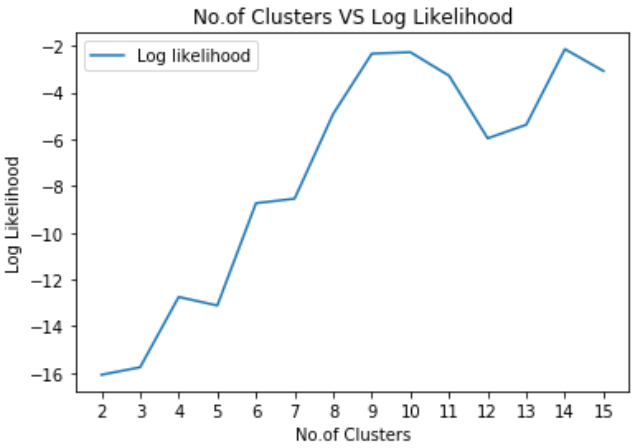 No.of Clusters VS Log Likelihood
Log likelihood
Log Likelihood
−2
−4
−6
−8
−10
−12
−14
−16
2 3 4 5 6 7 8 9 10 11 12 13 14 15
No.of Clusters